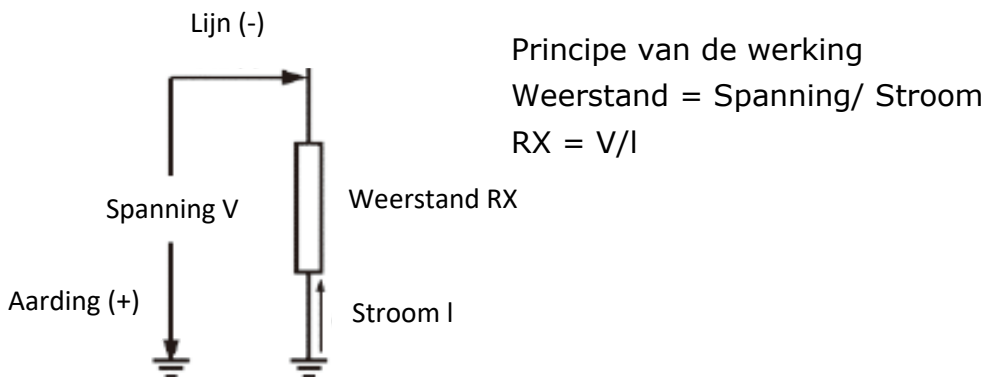 Lijn (-)
Principe van de werking
Weerstand = Spanning/ Stroom
RX = V/l
Spanning V
Weerstand RX
Aarding (+)
Stroom l